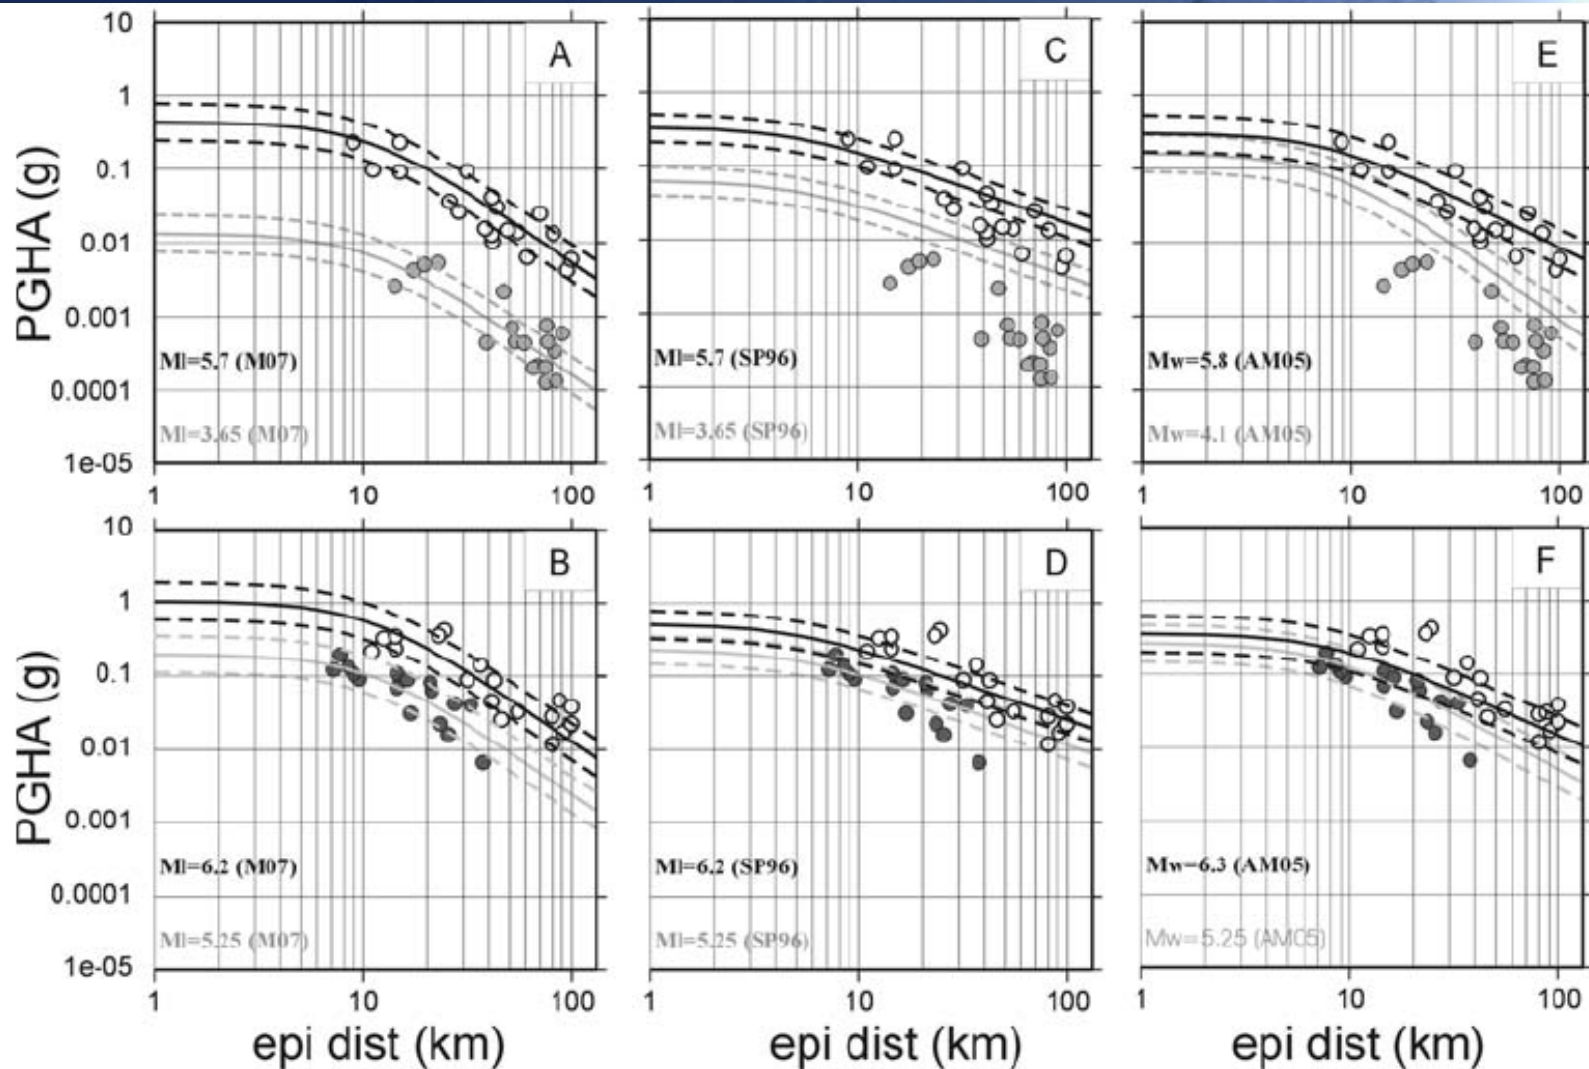 A
10
1
0.1
0.01
0.001
0.0001
1e-05
PGHA (g)
Ml=5.7 (M07)
Ml=3.65 (M07)
1 10 100
C
Ml=5.7 (SP96)
Ml=3.65 (SP96)
1 10 100
E
Mw=5.8 (AM05)
Mw=4.1 (AM05)
1 10 100
B
10
1
0.1
0.01
0.001
0.0001
1e-05
PGHA (g)
Ml=6.2 (M07)
Ml=5.25 (M07)
1 10 100
epi dist (km)
D
Ml=6.2 (SP96)
Ml=5.25 (SP96)
1 10 100
epi dist (km)
F
Mw=6.3 (AM05)
Mw=5.25 (AM05)
1 10 100
epi dist (km)